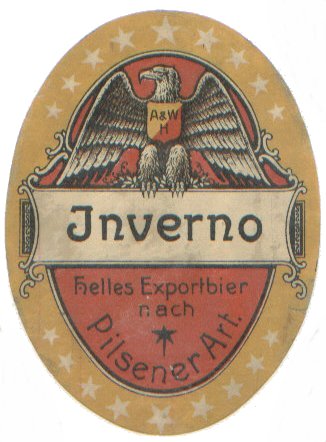 A&W
H
Inverno
Helles Exportbier
nach
Pilsener Art.